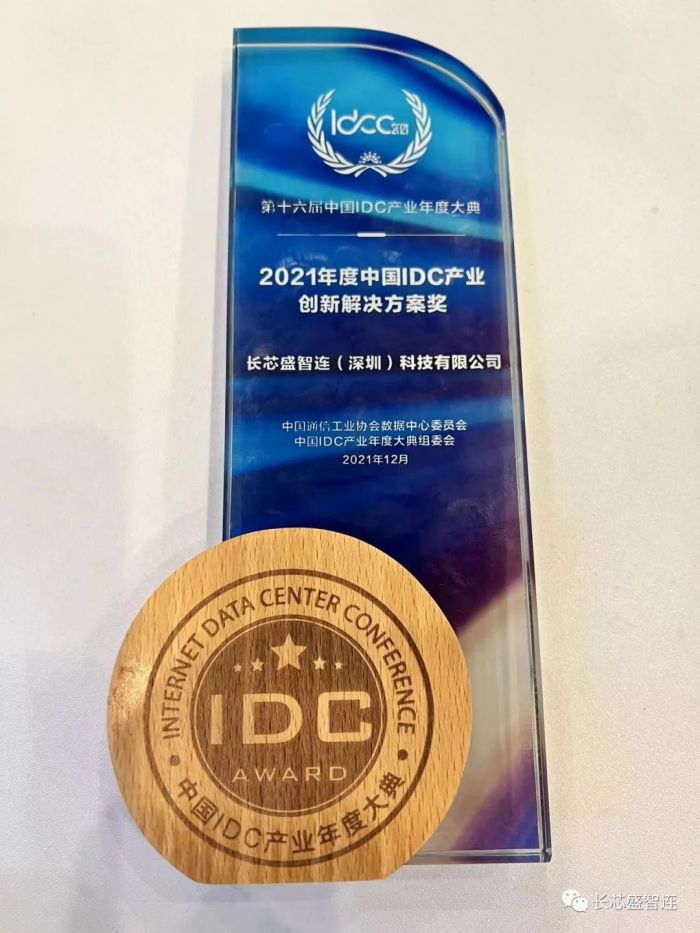 Idcc2021
第十六届中国IDC产业年度大典
2021年度中国IDC产业
创新解决方案奖
长芯盛智连（深圳）科技有限公司
中国通信工业协会数据中心委员会
中国IDC产业年度大典组委会
2021年12月
INTERNET DATA CENTER CONFERENCE
IDC
AWARD
中国IDC产业年度大典
长芯盛智连